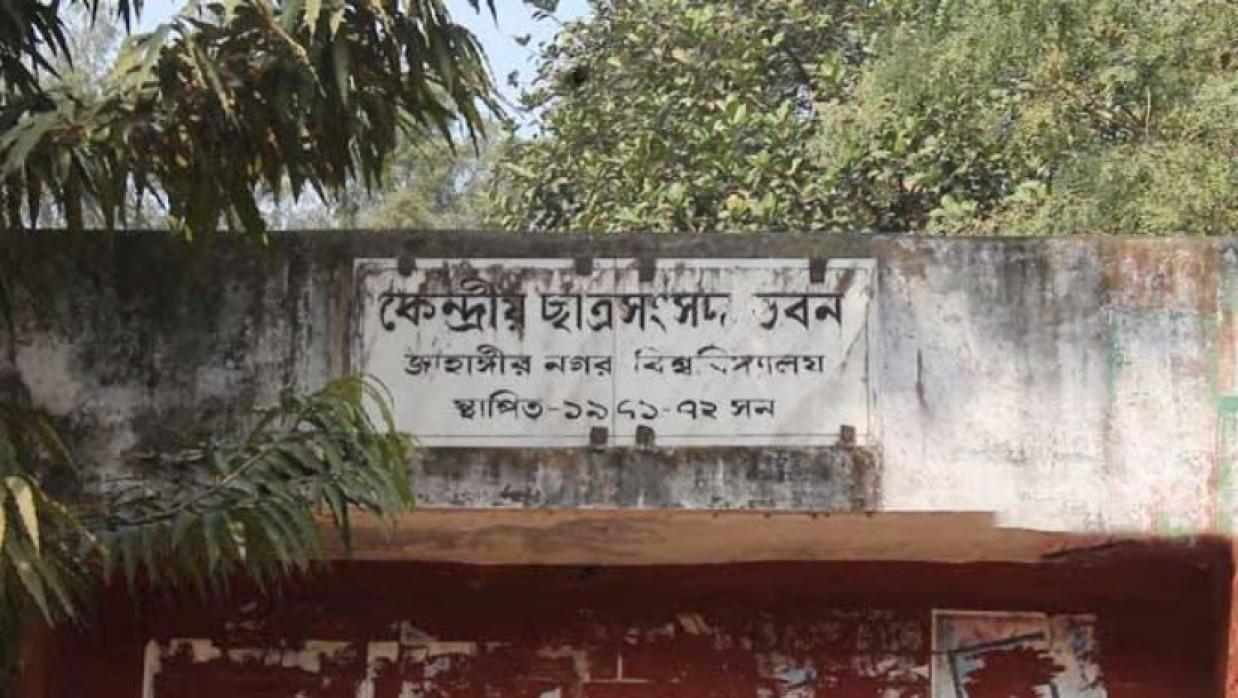 কেন্দ্রীয় ছাত্রসংসদ ভবন
জাহাঙ্গীর নগর বিশ্ববিদ্যালয়
স্থাপিত-১৯৭১-৭২ সন